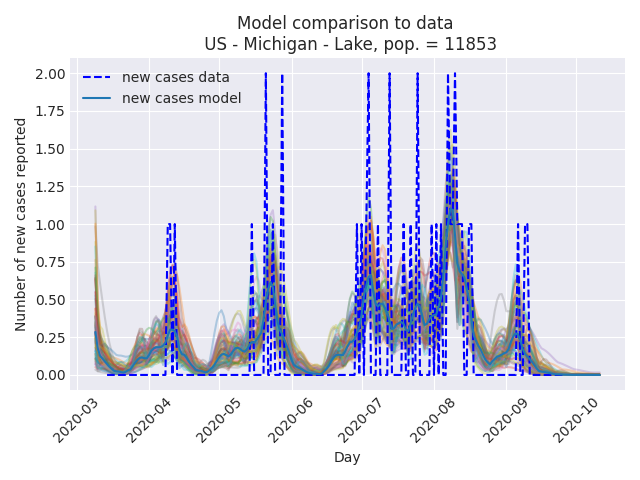 Model comparison to data
US - Michigan - Lake, pop. = 11853
new cases data
new cases model
Number of new cases reported
2.00
1.75
1.50
1.25
1.00
0.75
0.50
0.25
0.00
2020-03
2020-04
2020-05
2020-06
2020-07
2020-08
2020-09
2020-10
Day